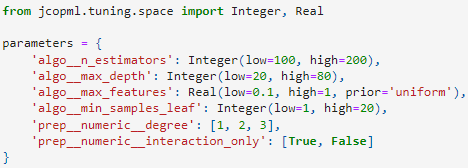 from jcopml.tuning.space import Integer, Real
parameters = {
    'algo__n_estimators': Integer(low=100, high=200),
    'algo__max_depth': Integer(low=20, high=80),
    'algo__max_features': Real(low=0.1, high=1, prior='uniform'),
    'algo__min_samples_leaf': Integer(low=1, high=20),
    'prep__numeric__degree': [1, 2, 3],
    'prep__numeric__interaction_only': [True, False]
}